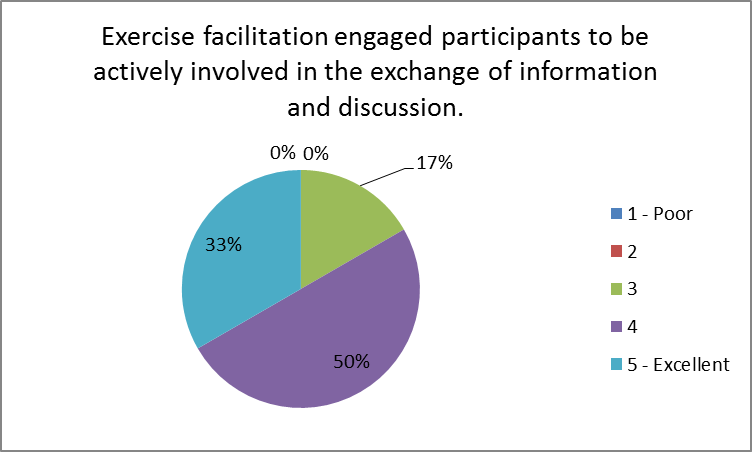 Exercise facilitation engaged participants to be
actively involved in the exchange of information
and discussion.
0% 0%
17%
33%
50%
1 - Poor
2
3
4
5 - Excellent